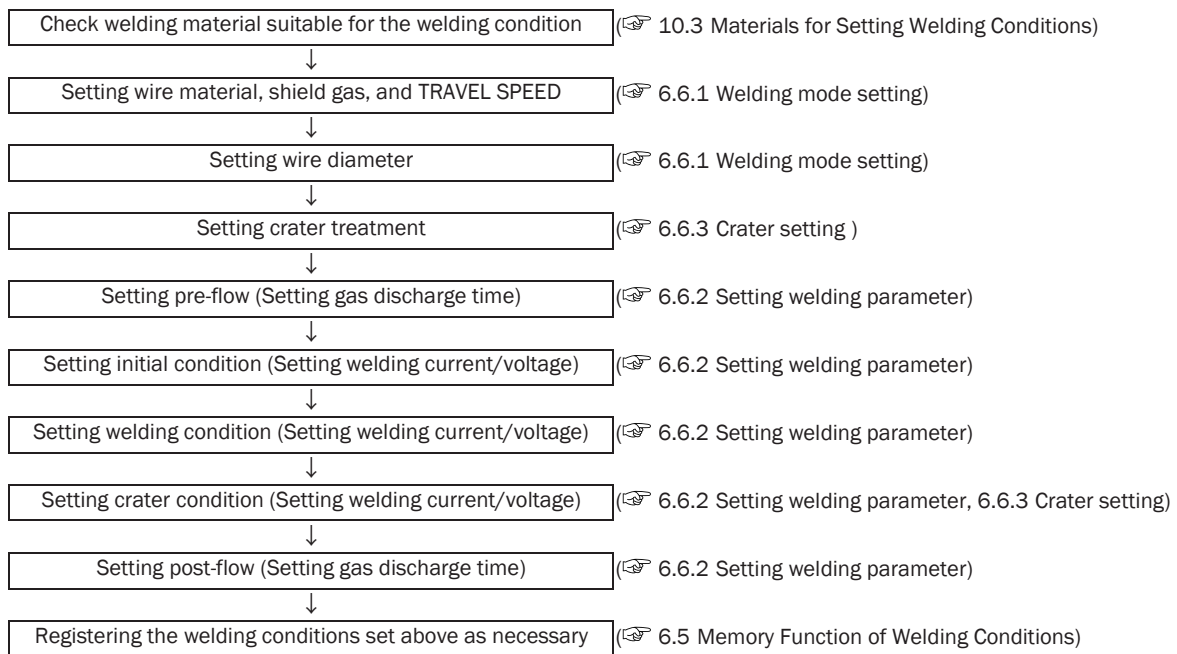 Check welding material suitable for the welding condition (☞ 10.3 Materials for Setting Welding Conditions)
↓
Setting wire material, shield gas, and TRAVEL SPEED (☞ 6.6.1 Welding mode setting)
↓
Setting wire diameter (☞ 6.6.1 Welding mode setting)
↓
Setting crater treatment (☞ 6.6.3 Crater setting )
↓
Setting pre-flow (Setting gas discharge time) (☞ 6.6.2 Setting welding parameter)
↓
Setting initial condition (Setting welding current/voltage) (☞ 6.6.2 Setting welding parameter)
↓
Setting welding condition (Setting welding current/voltage) (☞ 6.6.2 Setting welding parameter)
↓
Setting crater condition (Setting welding current/voltage) (☞ 6.6.2 Setting welding parameter, 6.6.3 Crater setting)
↓
Setting post-flow (Setting gas discharge time) (☞ 6.6.2 Setting welding parameter)
↓
Registering the welding conditions set above as necessary (☞ 6.5 Memory Function of Welding Conditions)